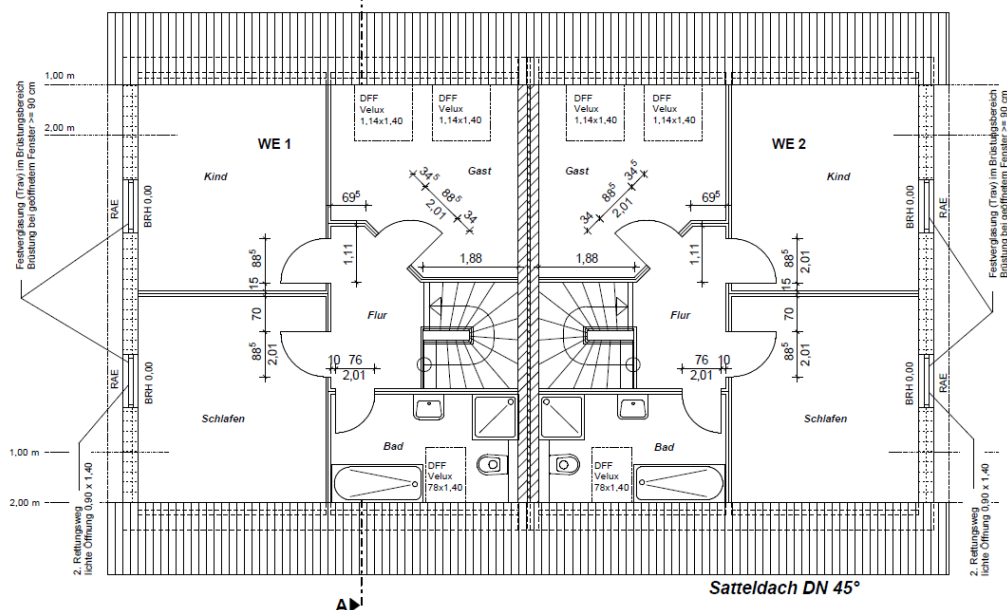 1,00 m
2,00 m
Festverglasung (Trav) im Brüstungsbereich
Brüstung bei geöffnetem Fenster >= 90 cm
DFF
Velux
1,14x1,40
DFF
Velux
1,14x1,40
DFF
Velux
1,14x1,40
DFF
Velux
1,14x1,40
WE 1
WE 2
Kind
Gast
Gast
Kind
34⁵
88⁵
2,01
34
34⁵
88⁵
2,01
34
69⁵
69⁵
RAE
BRH 0,00
BRH 0,00
RAE
Festverglasung (Trav) im Brüstungsbereich
Brüstung bei geöffnetem Fenster >= 90 cm
88⁵
2,01
15
1,11
1,88
1,88
1,11
88⁵
2,01
15
70
Flur
Flur
70
88⁵
2,01
10 76
2,01
76 10
2,01
88⁵
2,01
RAE
BRH 0,00
BRH 0,00
RAE
Schlafen
Bad
Bad
Schlafen
1,00 m
2,00 m
DFF
Velux
78x1,40
DFF
Velux
78x1,40
2. Rettungsweg
lichte Öffnung 0,90 x 1,40
2. Rettungsweg
lichte Öffnung 0,90 x 1,40
Satteldach DN 45°
A